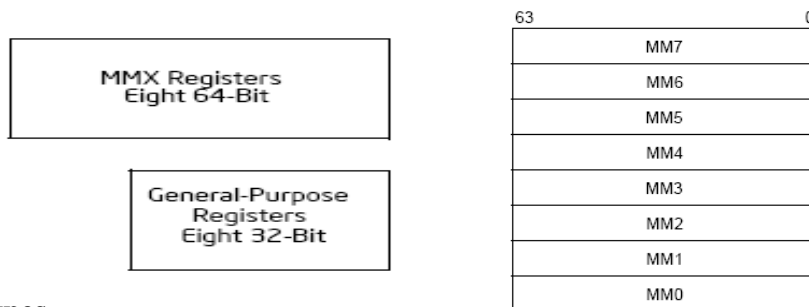 MMX Registers
Eight 64-Bit
General-Purpose
Registers
Eight 32-Bit
63
MM7
MM6
MM5
MM4
MM3
MM2
MM1
MM0